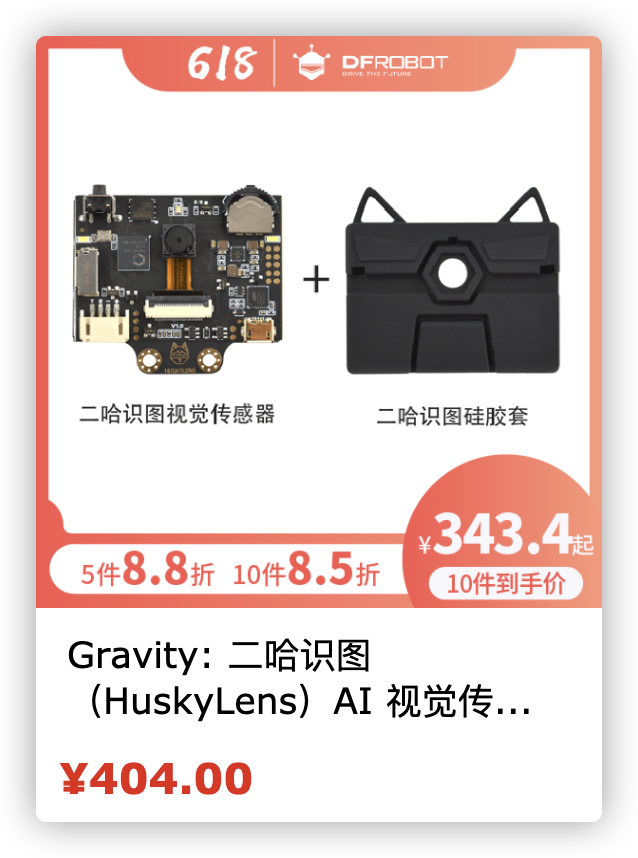 618 DFROBOT
DRIVE THE FUTURE
HUSKYLENS
+
二哈识图视觉传感器
二哈识图硅胶套
¥343.4起
5件8.8折 10件8.5折
10件到手价
Gravity: 二哈识图
（HuskyLens）AI 视觉传...
¥404.00